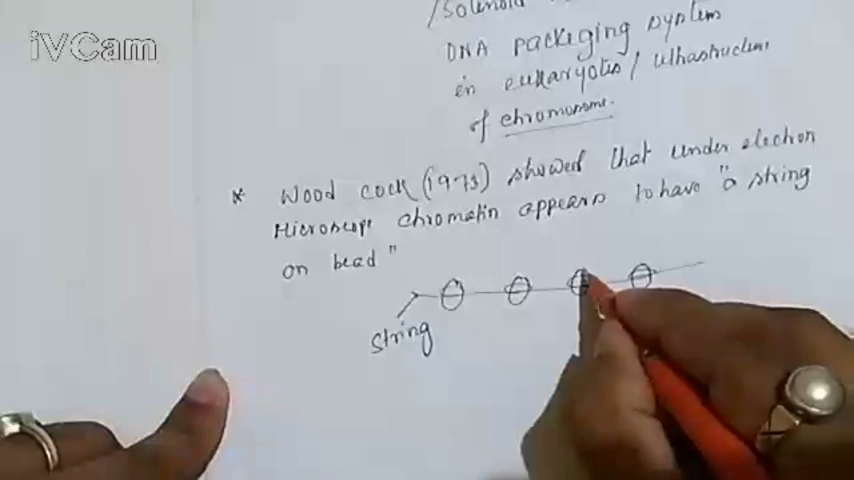 iVCam
/Solenoid
DNA packeging system
in eukaryotes/ ultrastructure
of chromosome.
* Wood cock (1973) showed that under electron
Microscope chromatin appears to have "a string
on bead"
string